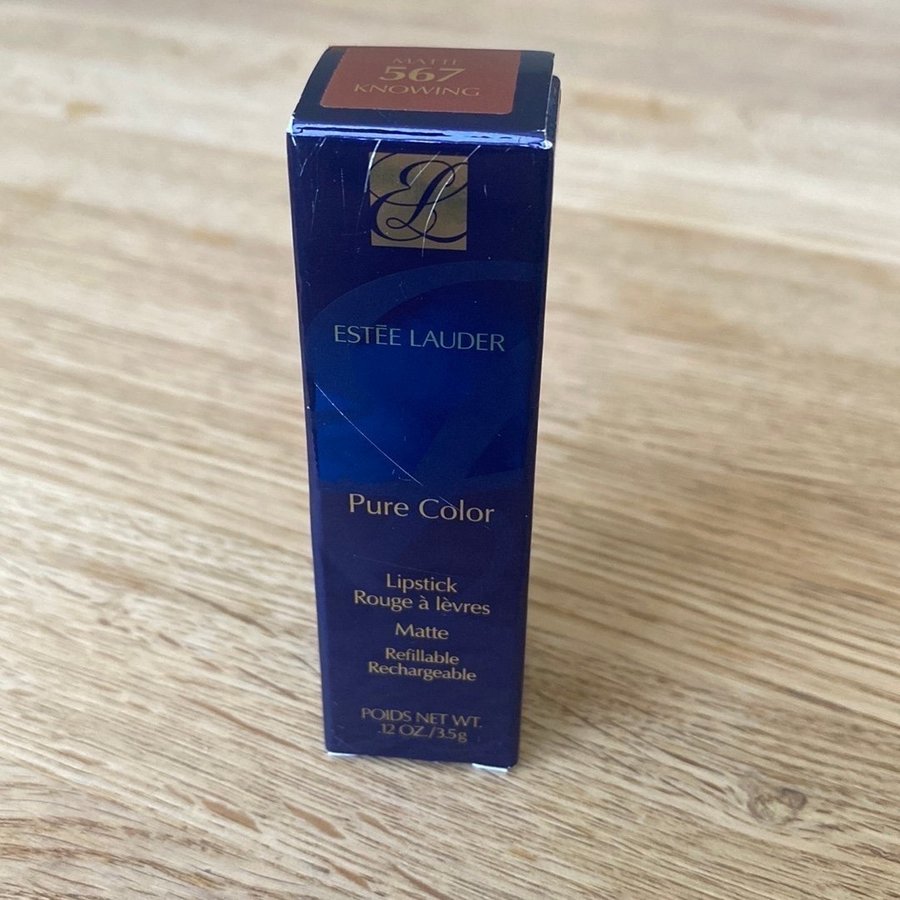 MATTE
567
KNOWING
EL
ESTĒE LAUDER
Pure Color
Lipstick
Rouge à lèvres
Matte
Refillable
Rechargeable
POIDS NET WT.
.12 OZ./3.5g